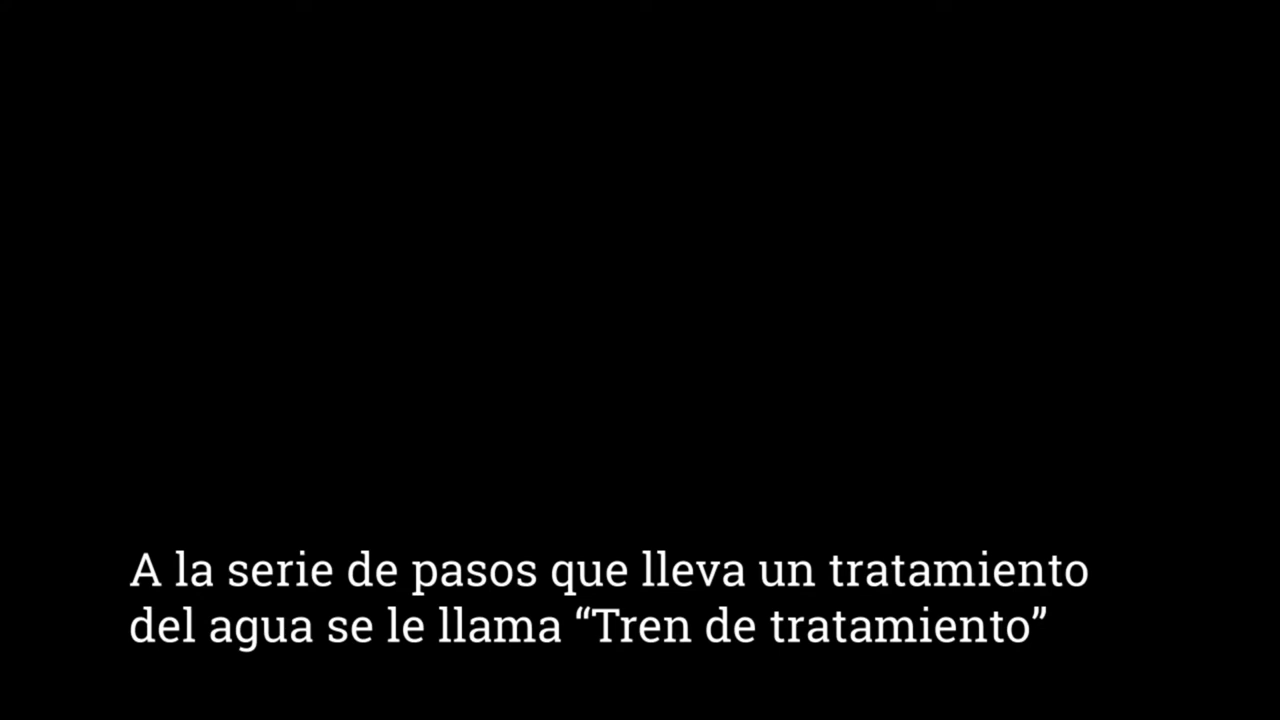 A la serie de pasos que lleva un tratamiento
del agua se le llama “Tren de tratamiento”